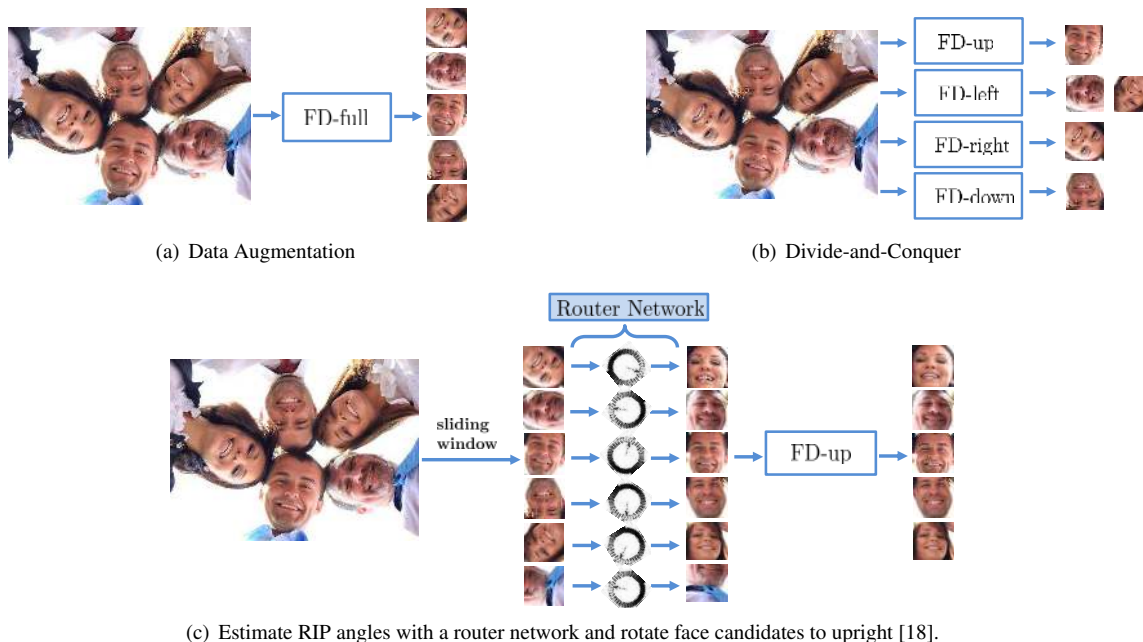 FD-full
(a) Data Augmentation
FD-up
FD-left
FD-right
FD-down
(b) Divide-and-Conquer
Router Network
sliding
window
FD-up
(c) Estimate RIP angles with a router network and rotate face candidates to upright [18].